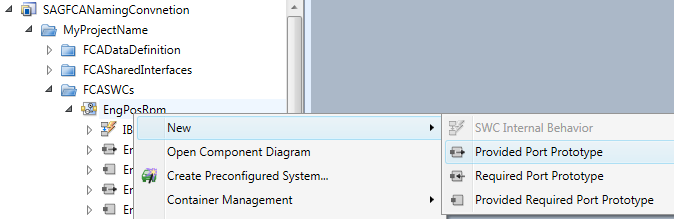 SAGFCANamingConvnetion
MyProjectName
FCADataDefinition
FCASharedInterfaces
FCASWCs
EngPosRpm
IB
En
En
En
En
New
Open Component Diagram
Create Preconfigured System...
Container Management
SWC Internal Behavior
Provided Port Prototype
Required Port Prototype
Provided Required Port Prototype